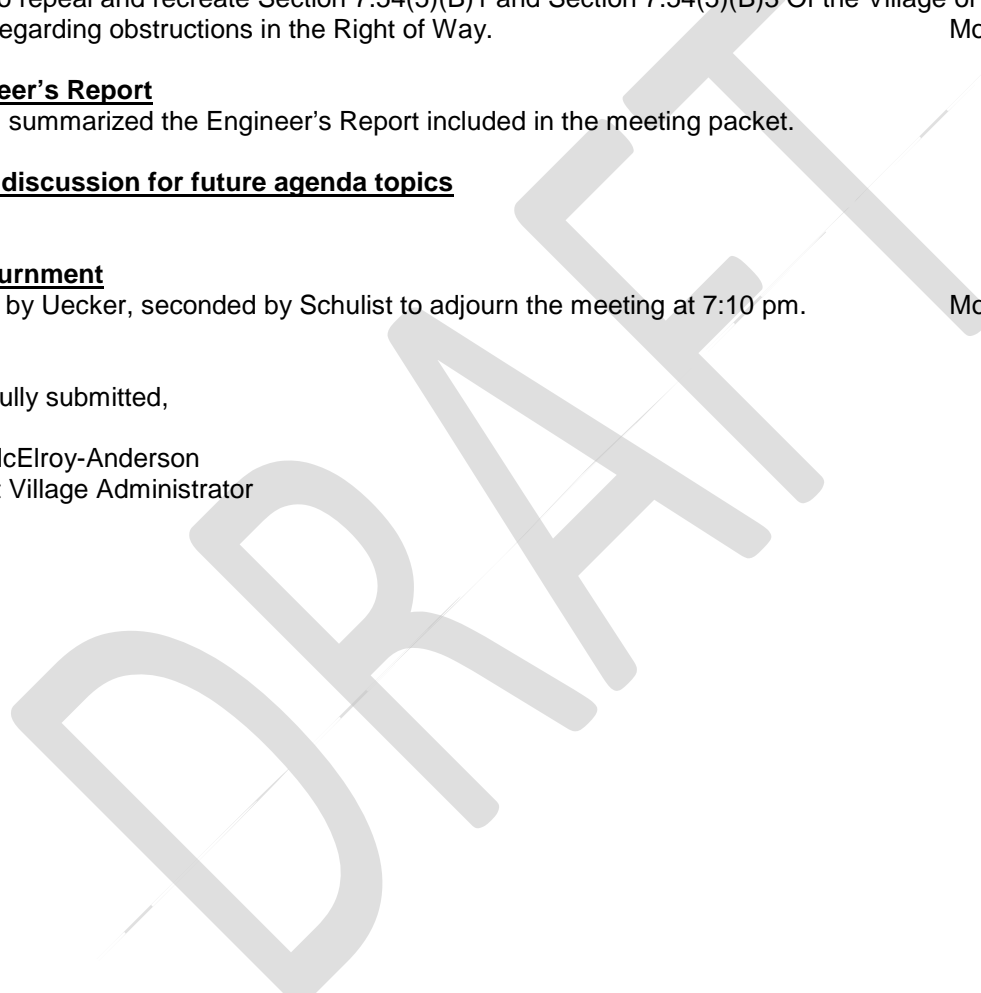 repeal and recreate Section 7.54(5)(B)1 and Section 7.54(5)(B)3 Of the Village of
egarding obstructions in the Right of Way. Mo
eer's Report
summarized the Engineer's Report included in the meeting packet.
discussion for future agenda topics
urnment
by Uecker, seconded by Schulist to adjourn the meeting at 7:10 pm. Mo
ully submitted,
cElroy-Anderson
Village Administrator
DRAFT